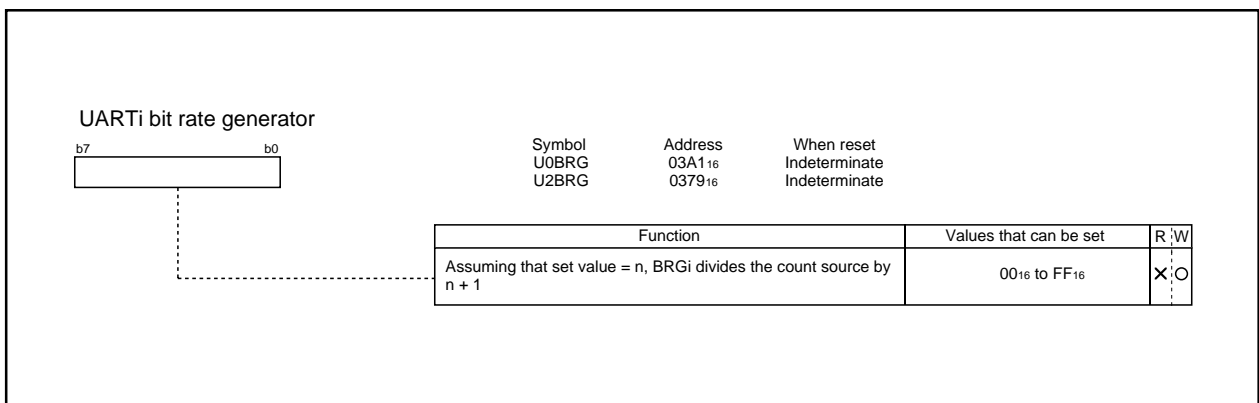 UARTi bit rate generator
b7 b0
Symbol Address When reset
U0BRG 03A116 Indeterminate
U2BRG 037916 Indeterminate
Function Values that can be set R W
Assuming that set value = n, BRGi divides the count source by
n + 1
0016 to FF16